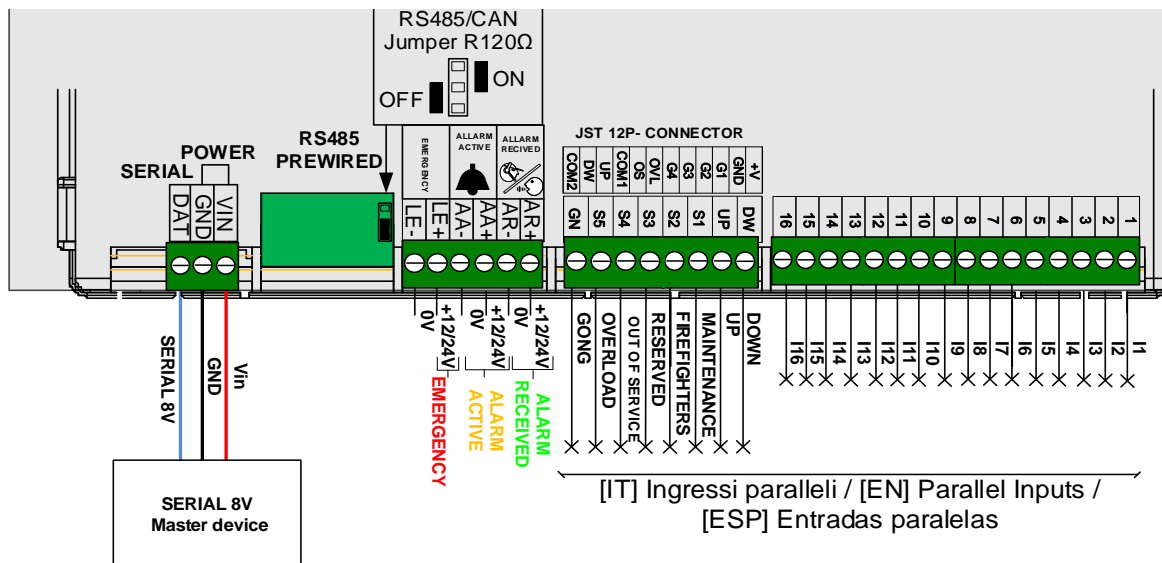 RS485/CAN
Jumper R120Ω
ON
OFF
SERIAL
POWER
DAT
GND
VIN
RS485
PREWIRED
EMERGENCY
ALLARM
ACTIVE
ALLARM
RECIVED
LE-
LE+
AA-
AA+
AR-
AR+
JST 12P- CONNECTOR
COM2
DW
UP
COM1
OS
OVL
G4
G3
G2
G1
GND
+V
GN
S5
S4
S3
S2
S1
UP
DW
16
15
14
13
12
11
10
9
8
7
6
5
4
3
2
1
SERIAL 8V
GND
Vin
0V
+12/24V
0V
+12/24V
0V
+12/24V
EMERGENCY
ALARM
ACTIVE
ALARM
RECEIVED
GONG
OVERLOAD
OUT OF SERVICE
RESERVED
FIREFIGHTERS
MAINTENANCE
UP
DOWN
I16
I15
I14
I13
I12
I11
I10
I9
I8
I7
I6
I5
I4
I3
I2
I1
SERIAL 8V
Master device
[IT] Ingressi paralleli / [EN] Parallel Inputs /
[ESP] Entradas paralelas